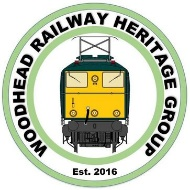 WOODHEAD RAILWAY HERITAGE GROUP
Est. 2016